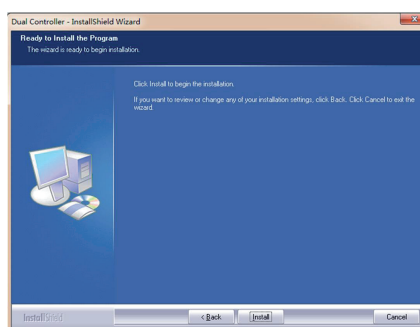 Dual Controller - InstallShield Wizard
Ready to Install the Program
The wizard is ready to begin installation.
Click Install to begin the installation.
If you want to review or change any of your installation settings, click Back. Click Cancel to exit the
wizard.
InstallShield
< Back
Install
Cancel